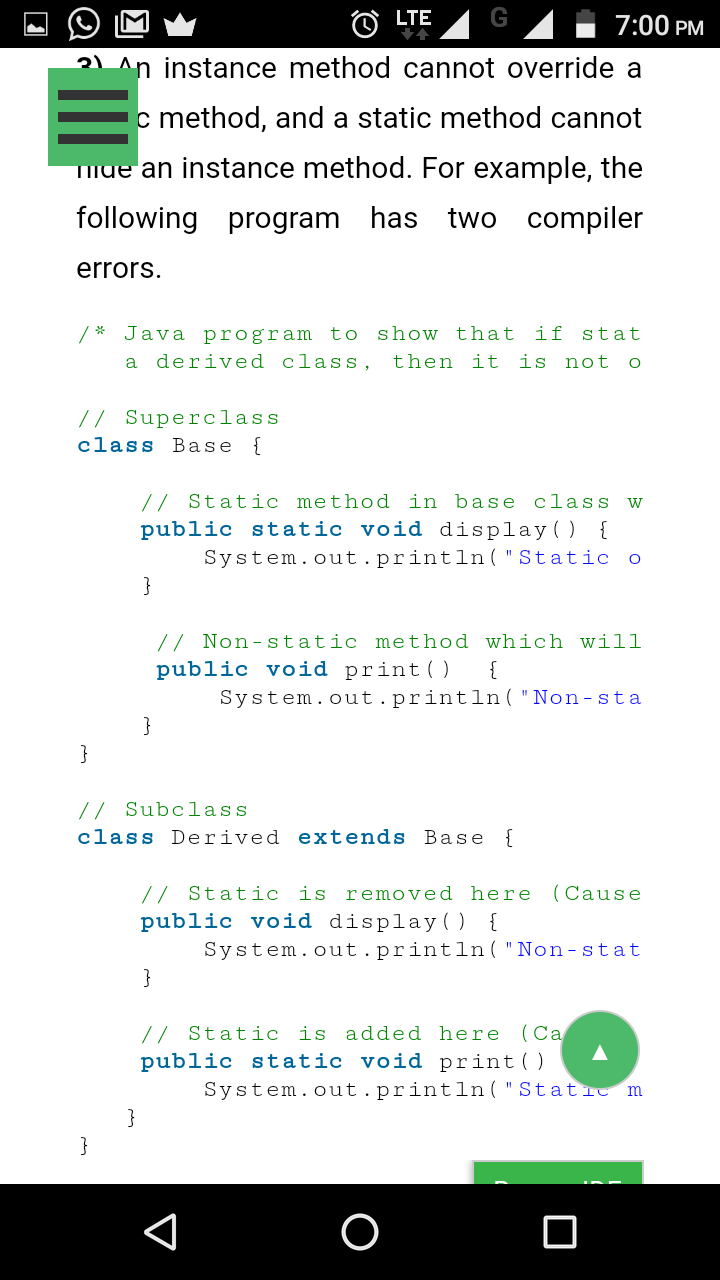 LTE G 7:00 PM
3) An instance method cannot override a
c method, and a static method cannot
hide an instance method. For example, the
following program has two compiler
errors.
/* Java program to show that if stat
a derived class, then it is not o
// Superclass
class Base {
// Static method in base class w
public static void display() {
System.out.println("Static o
}
// Non-static method which will
public void print()  {
System.out.println("Non-sta
}
}
// Subclass
class Derived extends Base {
// Static is removed here (Cause
public void display() {
System.out.println("Non-stat
}
// Static is added here (Ca
public static void print()
System.out.println("Static m
}
}